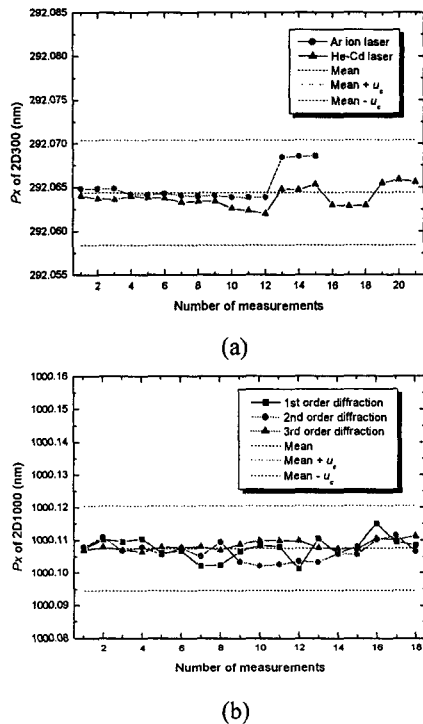 292.085
292.080
292.075
292.070
292.065
292.060
292.055
Px of 2D300 (nm)
Ar ion laser
He-Cd laser
Mean
Mean + uc
Mean - uc
2 4 6 8 10 12 14 16 18 20
Number of measurements
(a)
1000.16
1000.15
1000.14
1000.13
1000.12
1000.11
1000.10
1000.09
1000.08
Px of 2D1000 (nm)
1st order diffraction
2nd order diffraction
3rd order diffraction
Mean
Mean + uc
Mean - uc
2 4 6 8 10 12 14 16 18
Number of measurements
(b)